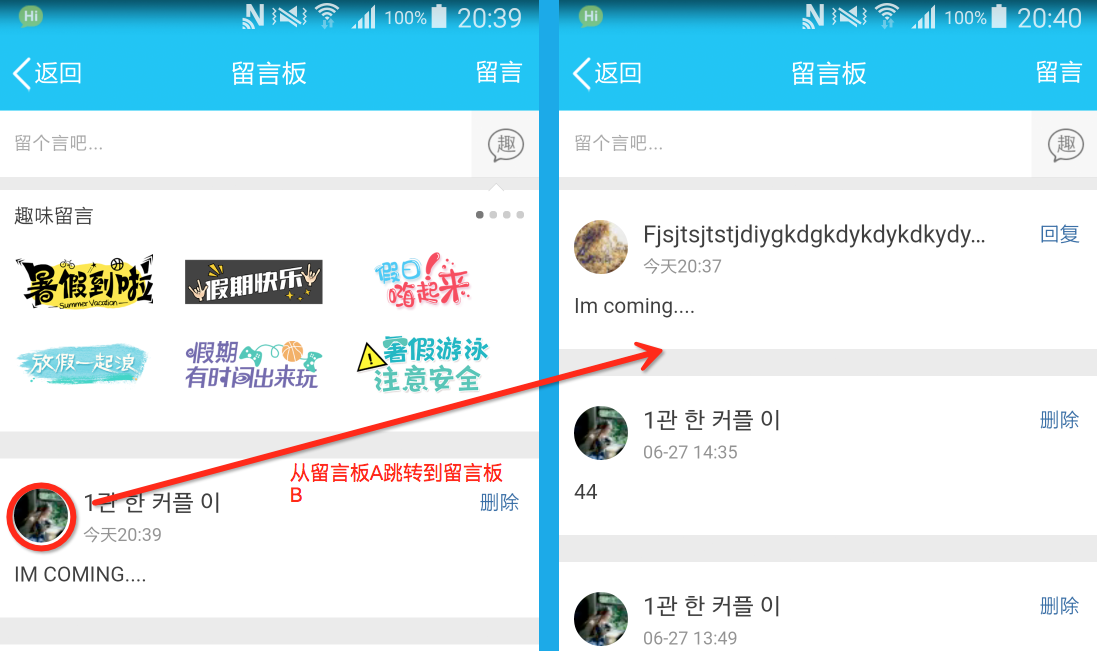 Hi 100% 20:39
返回 留言板 留言
留个言吧... 趣
趣味留言
暑假到啦
Summer Vacation
假期快乐
假日!嗨起来
放假一起浪
假期
有时间出来玩
暑假游泳
注意安全
从留言板A跳转到留言板
B
1관 한 커플 이 删除
今天20:39
IM COMING....
Hi 100% 20:40
返回 留言板 留言
留个言吧... 趣
Fjsjtsjtstjdiygkdgkdykdykdkydy... 回复
今天20:37
Im coming....
1관 한 커플 이 删除
06-27 14:35
44
1관 한 커플 이 删除
06-27 13:49